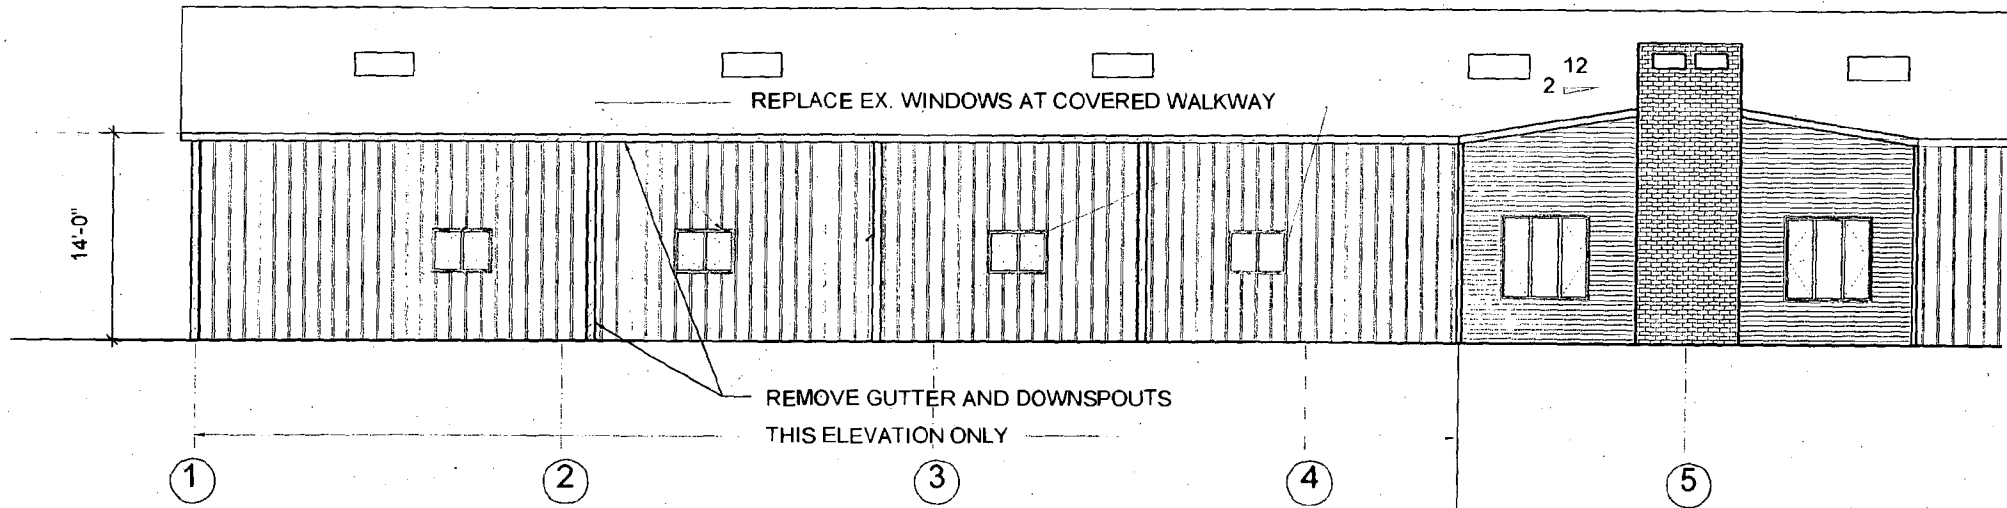 12
2
REPLACE EX. WINDOWS AT COVERED WALKWAY
14'-0"
REMOVE GUTTER AND DOWNSPOUTS
THIS ELEVATION ONLY
1
2
3
4
5